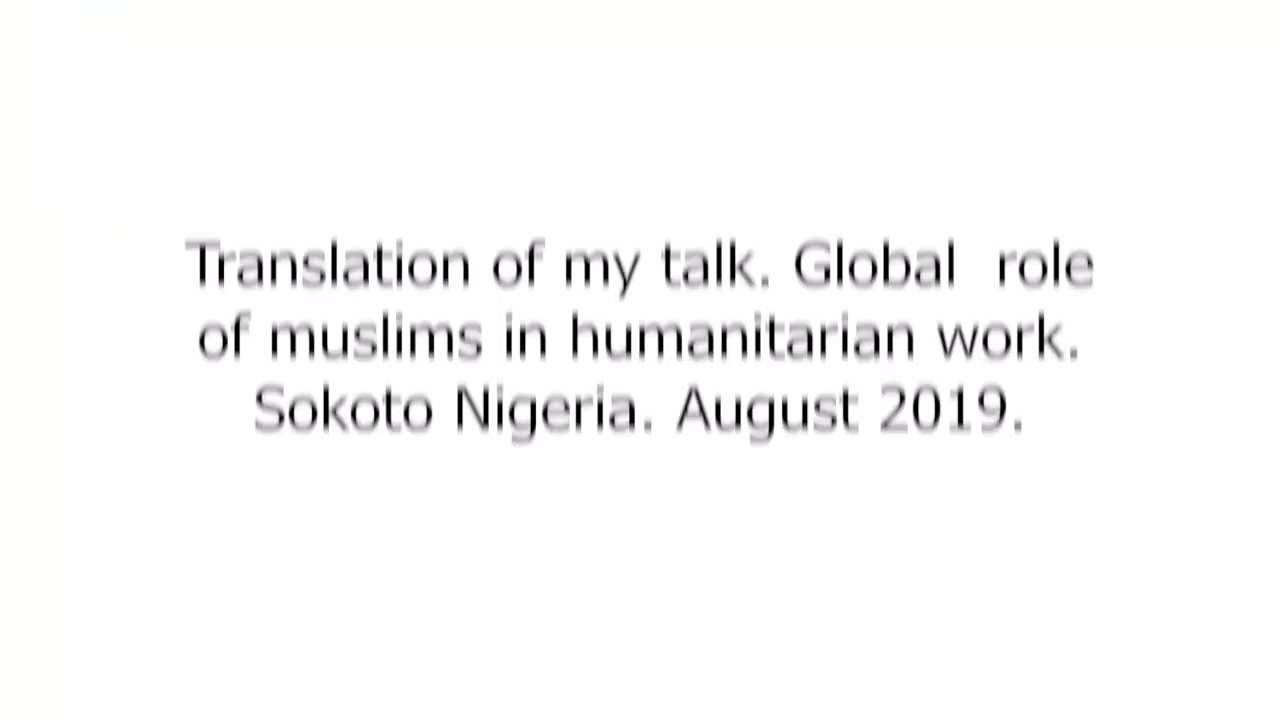 Translation of my talk. Global  role
of muslims in humanitarian work.
Sokoto Nigeria. August 2019.